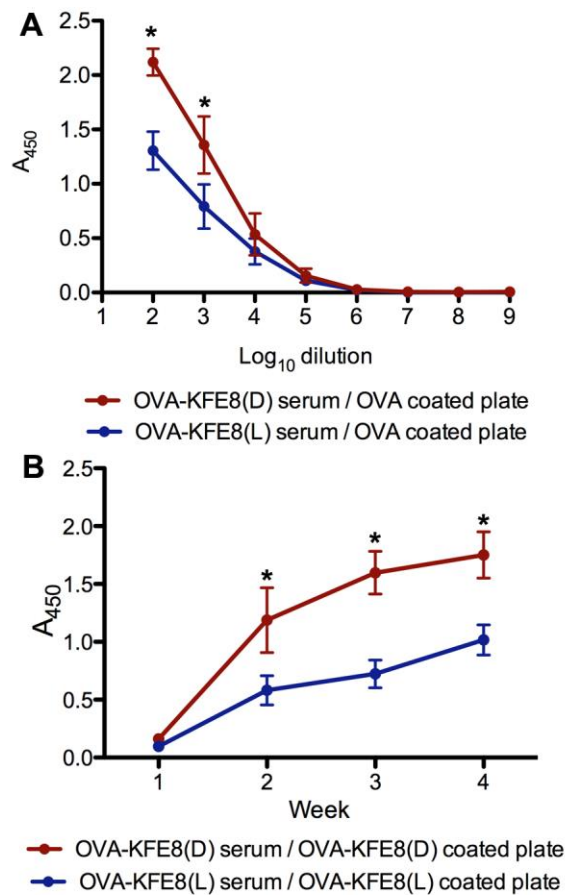 A
2.5
2.0
1.5
1.0
0.5
0.0
A450
* *
1 2 3 4 5 6 7 8 9
Log10 dilution
OVA-KFE8(D) serum / OVA coated plate
OVA-KFE8(L) serum / OVA coated plate
B
2.5
2.0
1.5
1.0
0.5
0.0
A450
* * *
1 2 3 4
Week
OVA-KFE8(D) serum / OVA-KFE8(D) coated plate
OVA-KFE8(L) serum / OVA-KFE8(L) coated plate